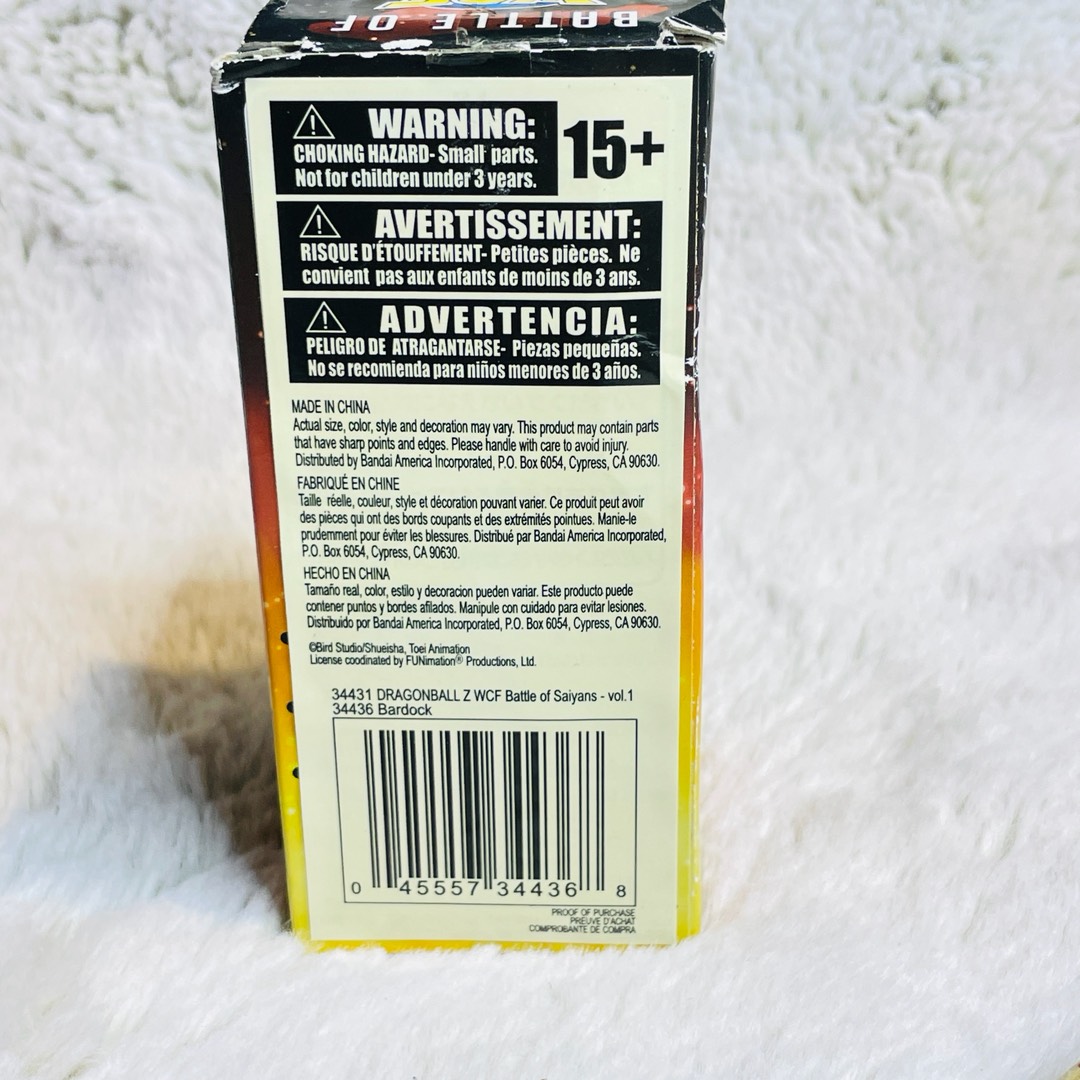 BATTLE OF
WARNING:
CHOKING HAZARD- Small parts.
Not for children under 3 years.
15+
AVERTISSEMENT:
RISQUE D'ÉTOUFFEMENT- Petites pièces. Ne
convient pas aux enfants de moins de 3 ans.
ADVERTENCIA:
PELIGRO DE ATRAGANTARSE- Piezas pequeñas.
No se recomienda para niños menores de 3 años.
MADE IN CHINA
Actual size, color, style and decoration may vary. This product may contain parts
that have sharp points and edges. Please handle with care to avoid injury.
Distributed by Bandai America Incorporated, P.O. Box 6054, Cypress, CA 90630.
FABRIQUÉ EN CHINE
Taille réelle, couleur, style et décoration pouvant varier. Ce produit peut avoir
des pièces qui ont des bords coupants et des extrémités pointues. Manie-le
prudemment pour éviter les blessures. Distribué par Bandai America Incorporated,
P.O. Box 6054, Cypress, CA 90630.
HECHO EN CHINA
Tamaño real, color, estilo y decoracion pueden variar. Este producto puede
contener puntos y bordes afilados. Manipule con cuidado para evitar lesiones.
Distribuido por Bandai America Incorporated, P.O. Box 6054, Cypress, CA 90630.
©Bird Studio/Shueisha, Toei Animation
License coodinated by FUNimation® Productions, Ltd.
34431 DRAGONBALL Z WCF Battle of Saiyans - vol.1
34436 Bardock
0 45557 34436 8
PROOF OF PURCHASE
PREUVE D'ACHAT
COMPROBANTE DE COMPRA